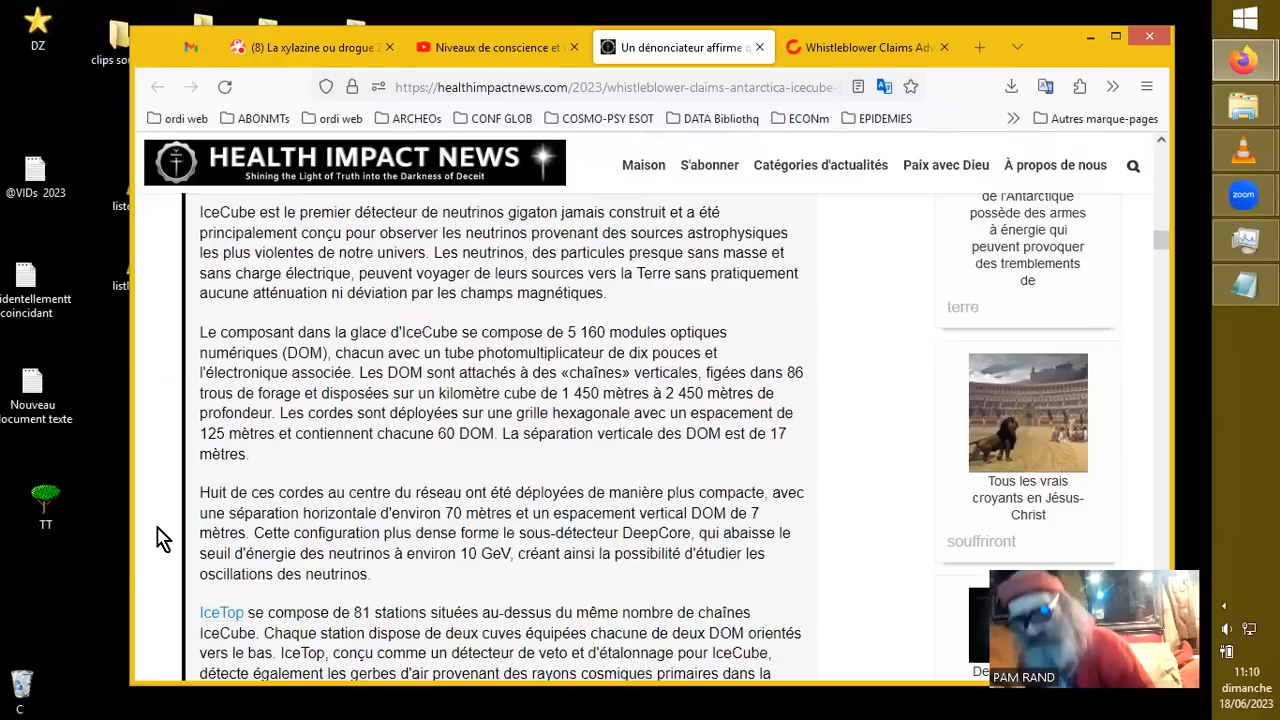 DZ
clips sou
@VIDs 2023
liste
identellementt
coincidant
listl
Nouveau
document texte
TT
C
(8) La xylazine ou drogue Z
Niveaux de conscience et
Un dénonciateur affirme q
Whistleblower Claims Adv
https://healthimpactnews.com/2023/whistleblower-claims-antarctica-icecube-
ordi web
ABONMTs
ordi web
ARCHEOs
CONF GLOB
COSMO-PSY ESOT
DATA Bibliothq
ECONm
EPIDEMIES
Autres marque-pages
HEALTH IMPACT NEWS
Shining the Light of Truth into the Darkness of Deceit
Maison
S'abonner
Catégories d'actualités
Paix avec Dieu
À propos de nous
IceCube est le premier détecteur de neutrinos gigaton jamais construit et a été
principalement conçu pour observer les neutrinos provenant des sources astrophysiques
les plus violentes de notre univers. Les neutrinos, des particules presque sans masse et
sans charge électrique, peuvent voyager de leurs sources vers la Terre sans pratiquement
aucune atténuation ni déviation par les champs magnétiques.
Le composant dans la glace d'IceCube se compose de 5 160 modules optiques
numériques (DOM), chacun avec un tube photomultiplicateur de dix pouces et
l'électronique associée. Les DOM sont attachés à des «chaînes» verticales, figées dans 86
trous de forage et disposées sur un kilomètre cube de 1 450 mètres à 2 450 mètres de
profondeur. Les cordes sont déployées sur une grille hexagonale avec un espacement de
125 mètres et contiennent chacune 60 DOM. La séparation verticale des DOM est de 17
mètres.
Huit de ces cordes au centre du réseau ont été déployées de manière plus compacte, avec
une séparation horizontale d'environ 70 mètres et un espacement vertical DOM de 7
mètres. Cette configuration plus dense forme le sous-détecteur DeepCore, qui abaisse le
seuil d'énergie des neutrinos à environ 10 GeV, créant ainsi la possibilité d'étudier les
oscillations des neutrinos.
IceTop se compose de 81 stations situées au-dessus du même nombre de chaînes
IceCube. Chaque station dispose de deux cuves équipées chacune de deux DOM orientés
vers le bas. IceTop, conçu comme un détecteur de veto et d'étalonnage pour IceCube,
détecte également les gerbes d'air provenant des rayons cosmiques primaires dans la
de l'Antarctique
possède des armes
à énergie qui
peuvent provoquer
des tremblements
de
terre
Tous les vrais
croyants en Jésus-
Christ
souffriront
De
PAM RAND
zoom
11:10
dimanche
18/06/2023